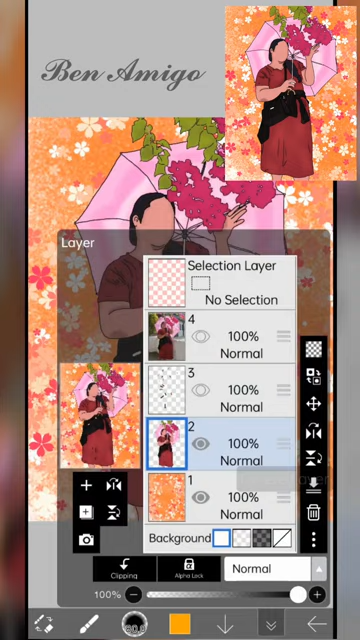 Ben Amigo
Layer
Selection Layer
No Selection
4
100%
Normal
3
100%
Normal
2
100%
Normal
1
100%
Normal
Background
Clipping
Alpha Lock
Normal
100%